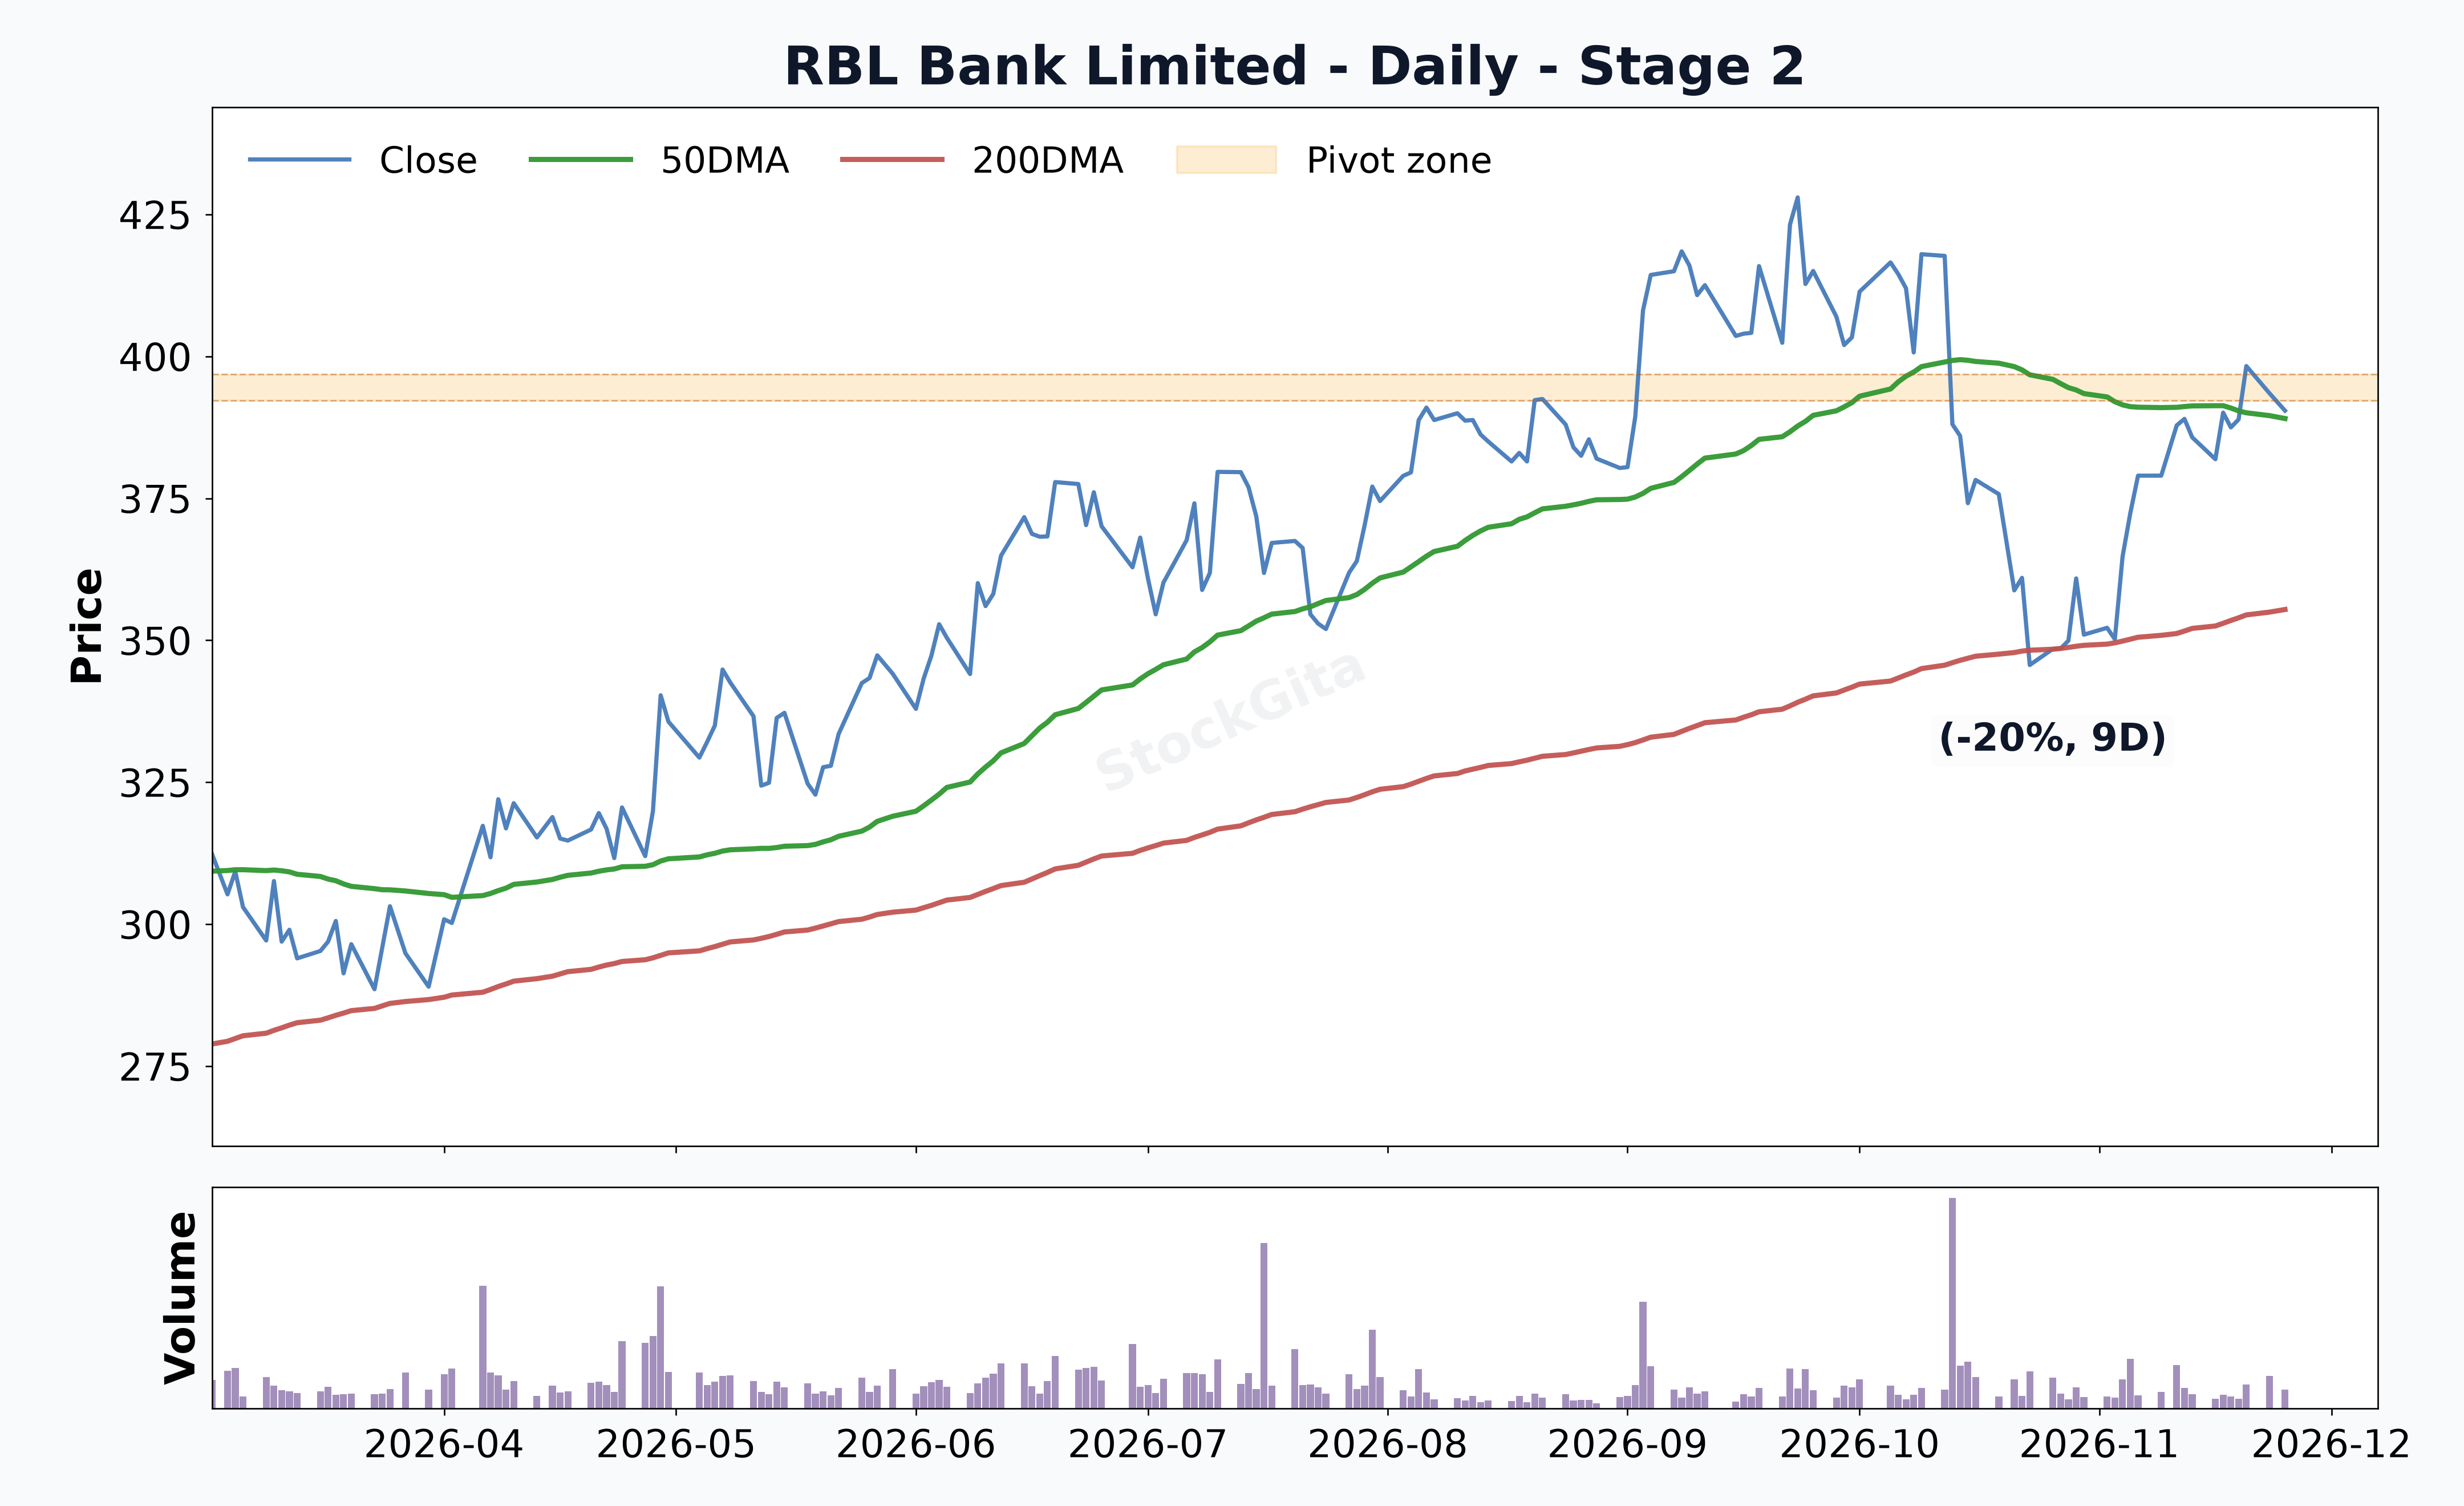 RBL Bank Limited - Daily - Stage 2
Close 50DMA 200DMA Pivot zone
425
400
375
350
325
300
275
Price
StockGita
(-20%, 9D)
Volume
2026-04 2026-05 2026-06 2026-07 2026-08 2026-09 2026-10 2026-11 2026-12